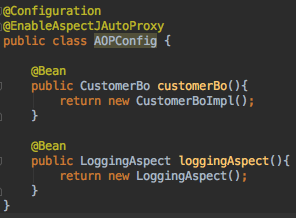 @Configuration
@EnableAspectJAutoProxy
public class AOPConfig {
@Bean
public CustomerBo customerBo(){
return new CustomerBoImpl();
}
@Bean
public LoggingAspect loggingAspect(){
return new LoggingAspect();
}
}